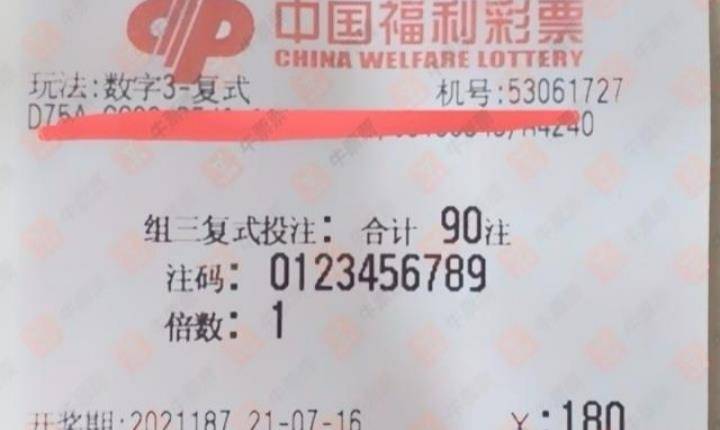 中国福利彩票
CHINA WELFARE LOTTERY
玩法:数字3-复式 机号:53061727
D75A /A4240
组三复式投注: 合计 90注
注码: 0123456789
倍数: 1
开奖期:2021187 21-07-16 ¥:180